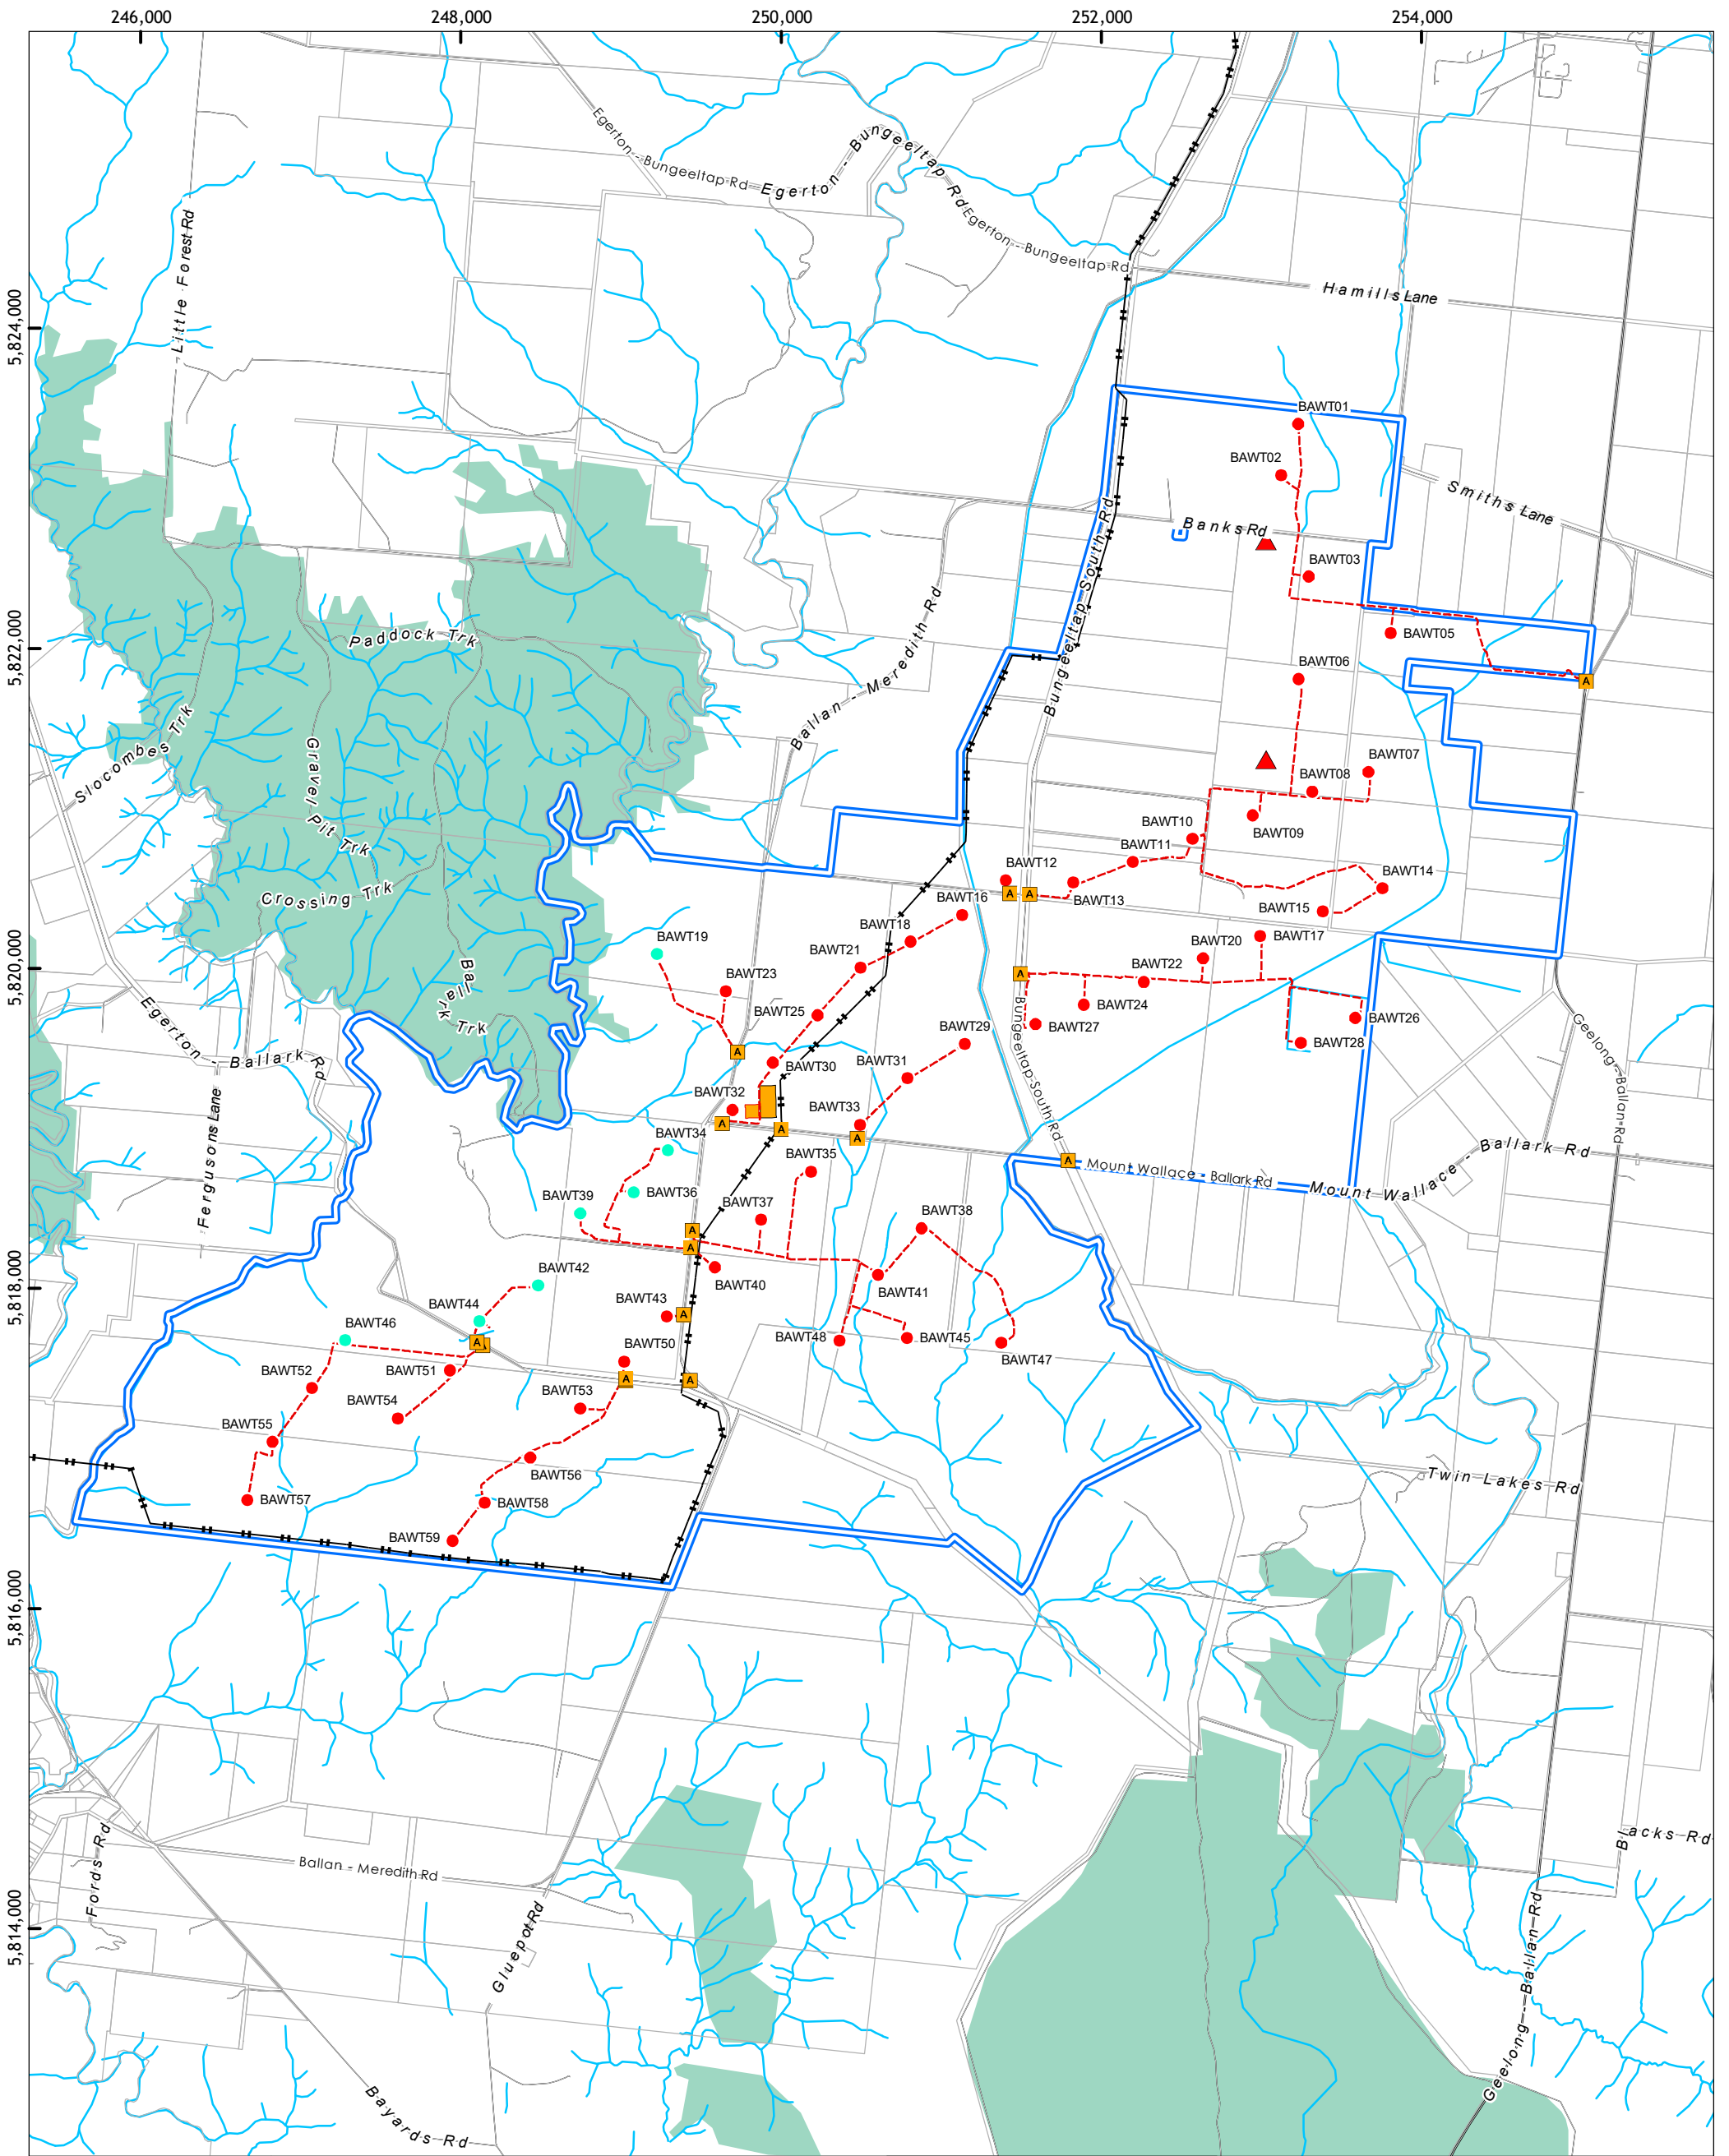 246,000
248,000
250,000
252,000
254,000
5,824,000
5,822,000
5,820,000
5,818,000
5,816,000
5,814,000
Egerton - Bungeeltap Rd
Egerton - Bungeeltap Rd
Egerton - Bungeeltap Rd
Little Forest Rd
Hamills Lane
BAWT01
BAWT02
Smiths Lane
Banks Rd
BAWT03
Bungeeltap South Rd
Ballan - Meredith Rd
Paddock Trk
BAWT05
BAWT06
A
Slocombes Trk
Gravel Pit Trk
BAWT07
BAWT08
BAWT09
BAWT10
BAWT11
BAWT12
A
A
BAWT13
BAWT14
BAWT15
Crossing Trk
BAWT16
BAWT18
BAWT19
BAWT21
BAWT20
BAWT17
BAWT22
A
Ballark Trk
BAWT23
BAWT24
BAWT25
BAWT26
BAWT27
BAWT28
BAWT29
Egerton - Ballark Rd
Bungeeltap South Rd
Geelong - Ballan Rd
A
BAWT30
BAWT31
BAWT32
A
A
BAWT33
A
Fergusons Lane
BAWT34
BAWT35
A
Mount Wallace - Ballark Rd
Mount Wallace - Ballark Rd
BAWT36
BAWT37
BAWT38
BAWT39
A
A
BAWT40
BAWT41
BAWT42
BAWT43
A
BAWT44
A
A
BAWT45
BAWT46
BAWT47
BAWT48
BAWT50
A
A
BAWT51
BAWT52
BAWT53
BAWT54
BAWT55
BAWT56
BAWT57
BAWT58
BAWT59
Twin Lakes Rd
Blacks Rd
Fords Rd
Ballan - Meredith Rd
Gluepot Rd
Geelong - Ballan Rd
Bayards Rd